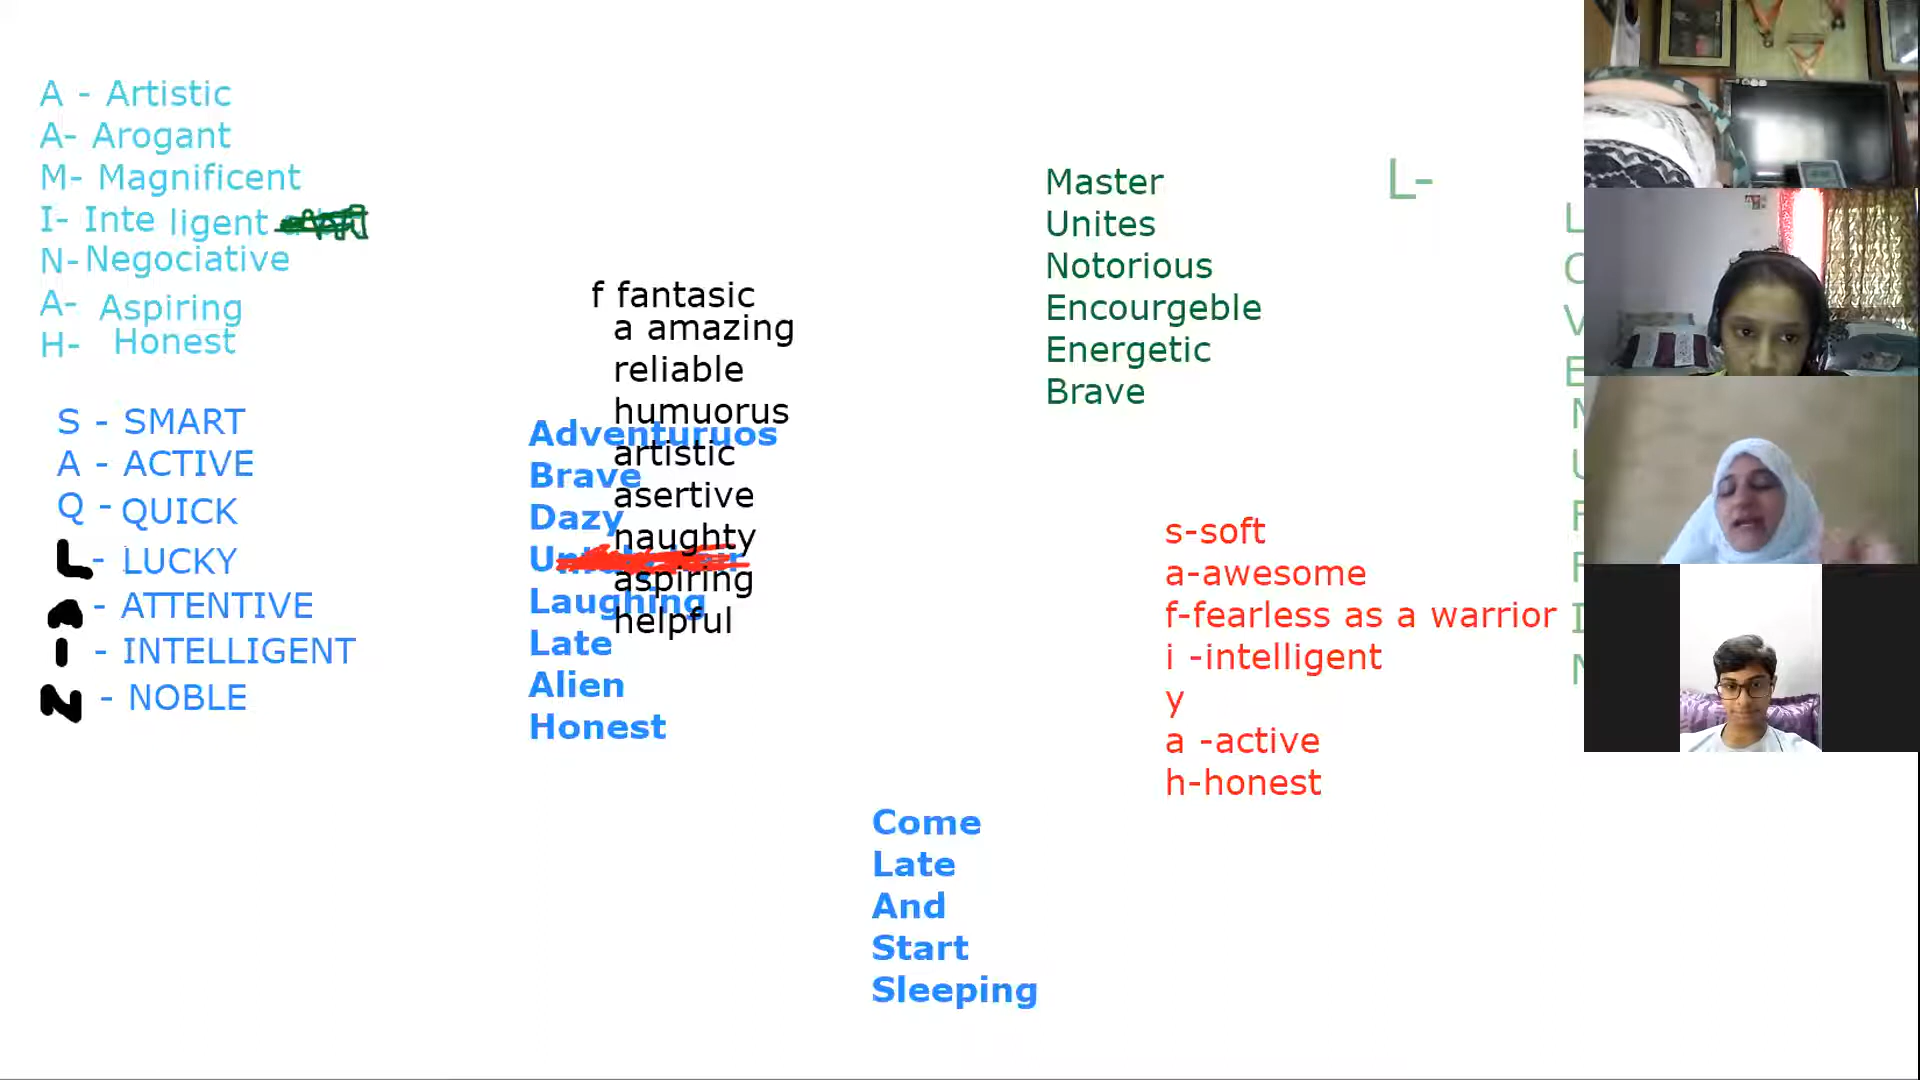 A - Artistic
A- Arogant
M- Magnificent
I- Inte ligent
N- Negociative
A- Aspiring
H- Honest
S - SMART
A - ACTIVE
Q - QUICK
L - LUCKY
A - ATTENTIVE
I - INTELLIGENT
N - NOBLE
f fantasic
a amazing
reliable
humuorus
artistic
asertive
naughty
aspiring
helpful
Adventuruos
Brave
Dazy
Laughing
Late
Alien
Honest
Come
Late
And
Start
Sleeping
Master
Unites
Notorious
Encourgeble
Energetic
Brave
s-soft
a-awesome
f-fearless as a warrior
i -intelligent
y
a -active
h-honest
L-